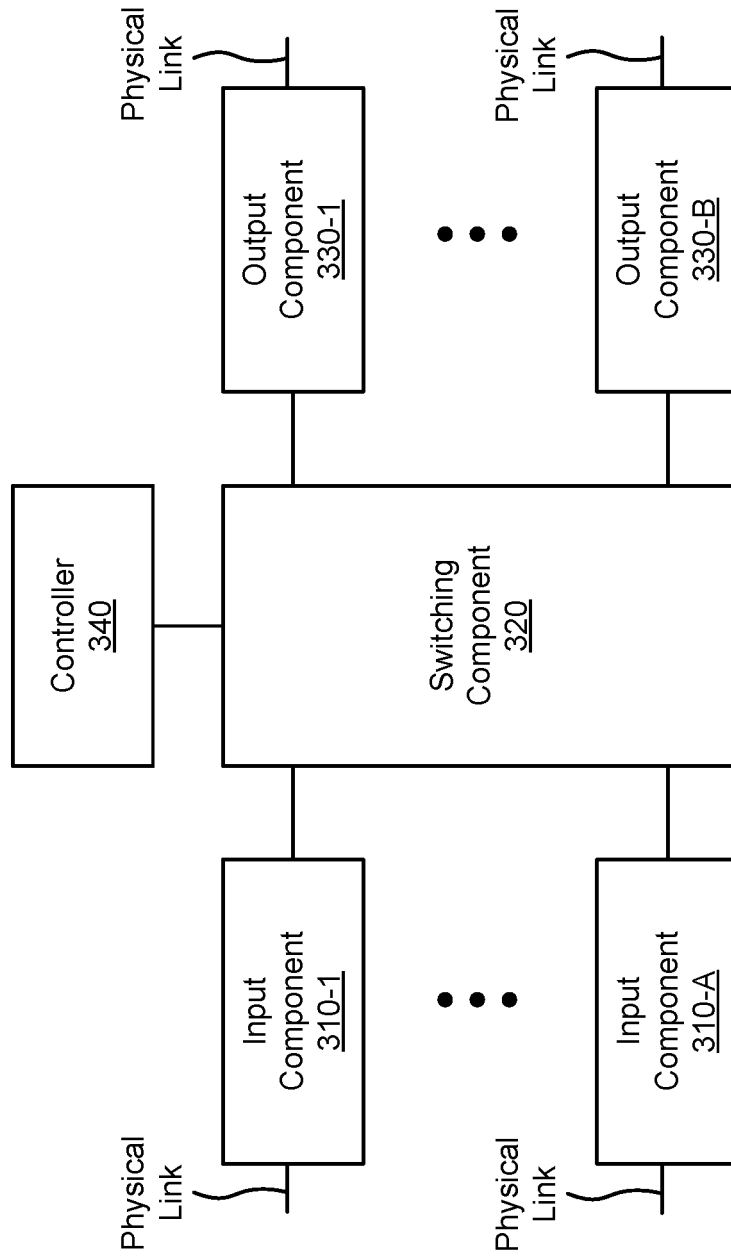 Controller
340
Physical
Link
Input
Component
310-1
Switching
Component
320
Output
Component
330-1
Physical
Link
Physical
Link
Input
Component
310-A
Output
Component
330-B
Physical
Link